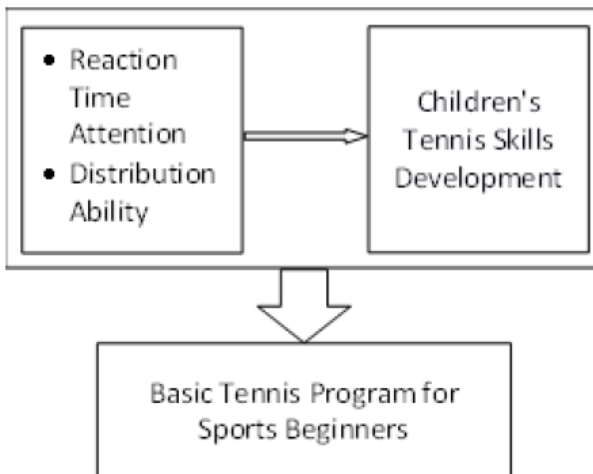 • Reaction
Time
Attention
• Distribution
Ability
Children's
Tennis Skills
Development
Basic Tennis Program for
Sports Beginners